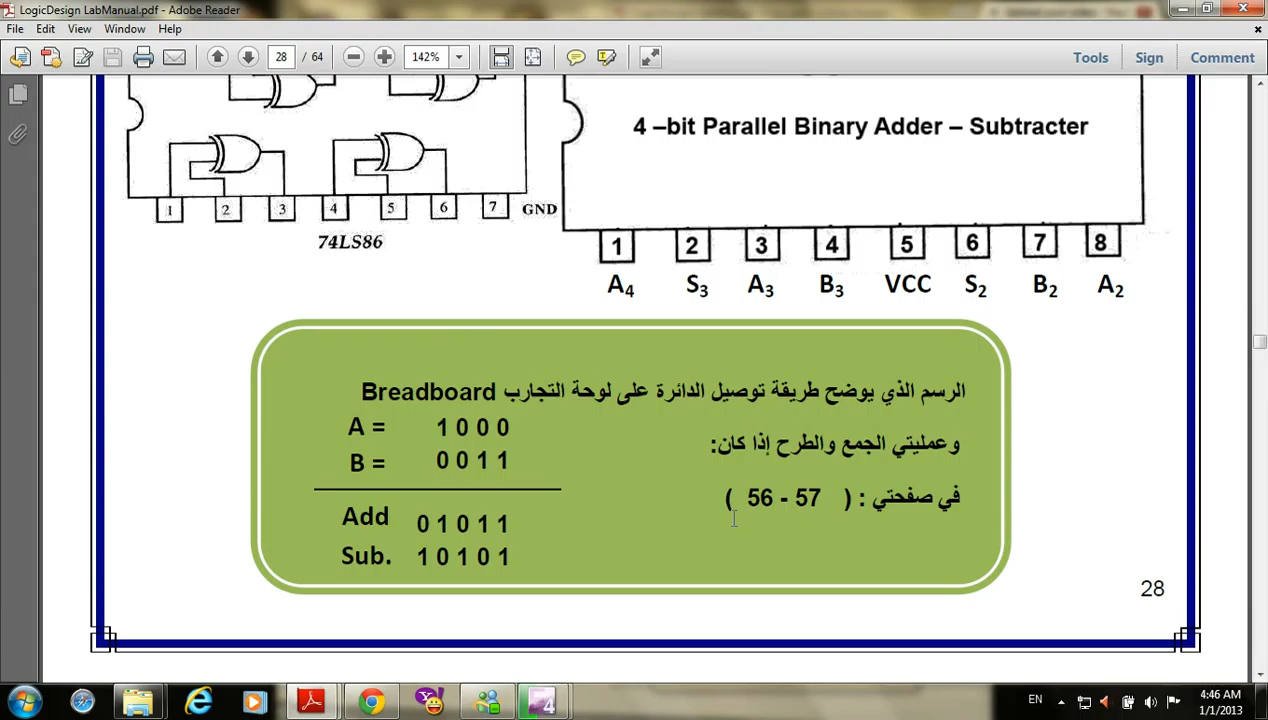 LogicDesign LabManual.pdf - Adobe Reader
File Edit View Window Help
28 / 64 142% Tools Sign Comment
4 –bit Parallel Binary Adder – Subtracter
1 2 3 4 5 6 7 GND
74LS86
1 2 3 4 5 6 7 8
A4 S3 A3 B3 VCC S2 B2 A2
الرسم الذي يوضح طريقة توصيل الدائرة على لوحة التجارب Breadboard
وعمليتي الجمع والطرح إذا كان:
في صفحتي : ( 57 - 56 )
A = 1 0 0 0
B = 0 0 1 1
Add 0 1 0 1 1
Sub. 1 0 1 0 1
28
EN 4:46 AM
1/1/2013